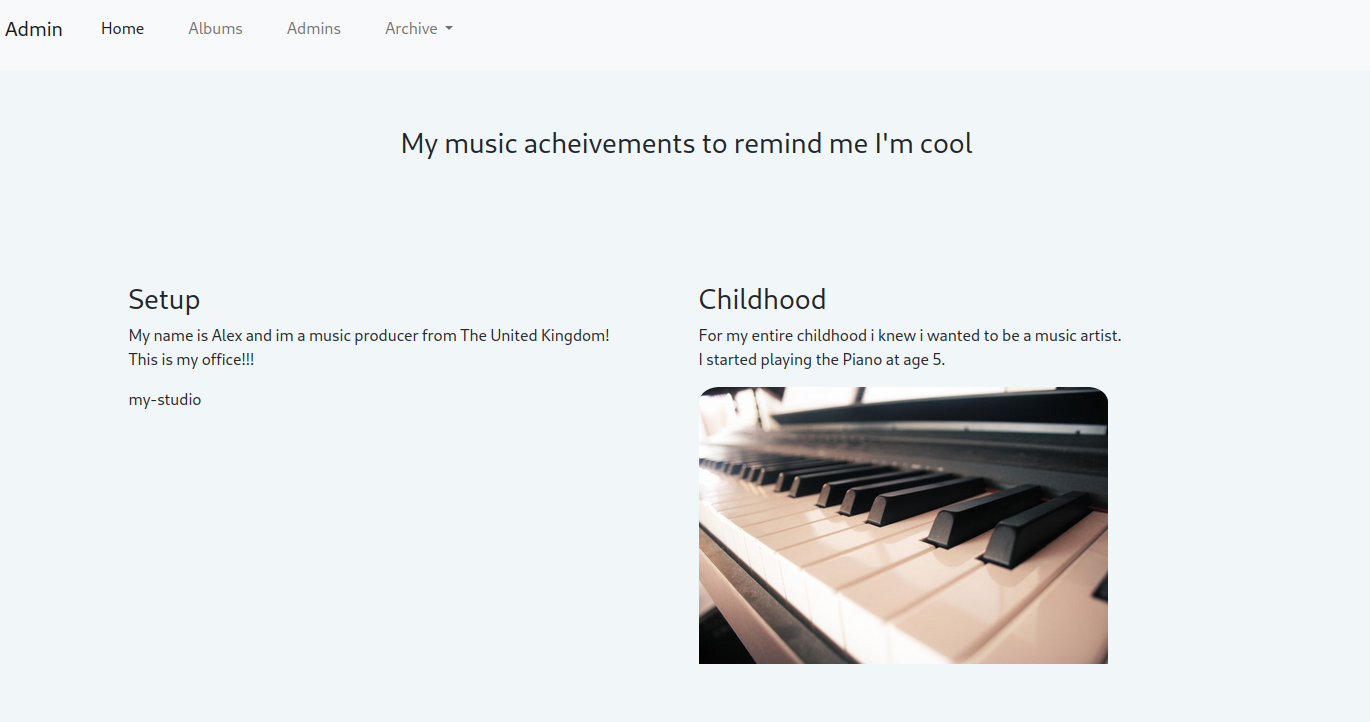 Admin Home Albums Admins Archive
My music acheivements to remind me I'm cool
Setup
My name is Alex and im a music producer from The United Kingdom!
This is my office!!!
my-studio
Childhood
For my entire childhood i knew i wanted to be a music artist.
I started playing the Piano at age 5.